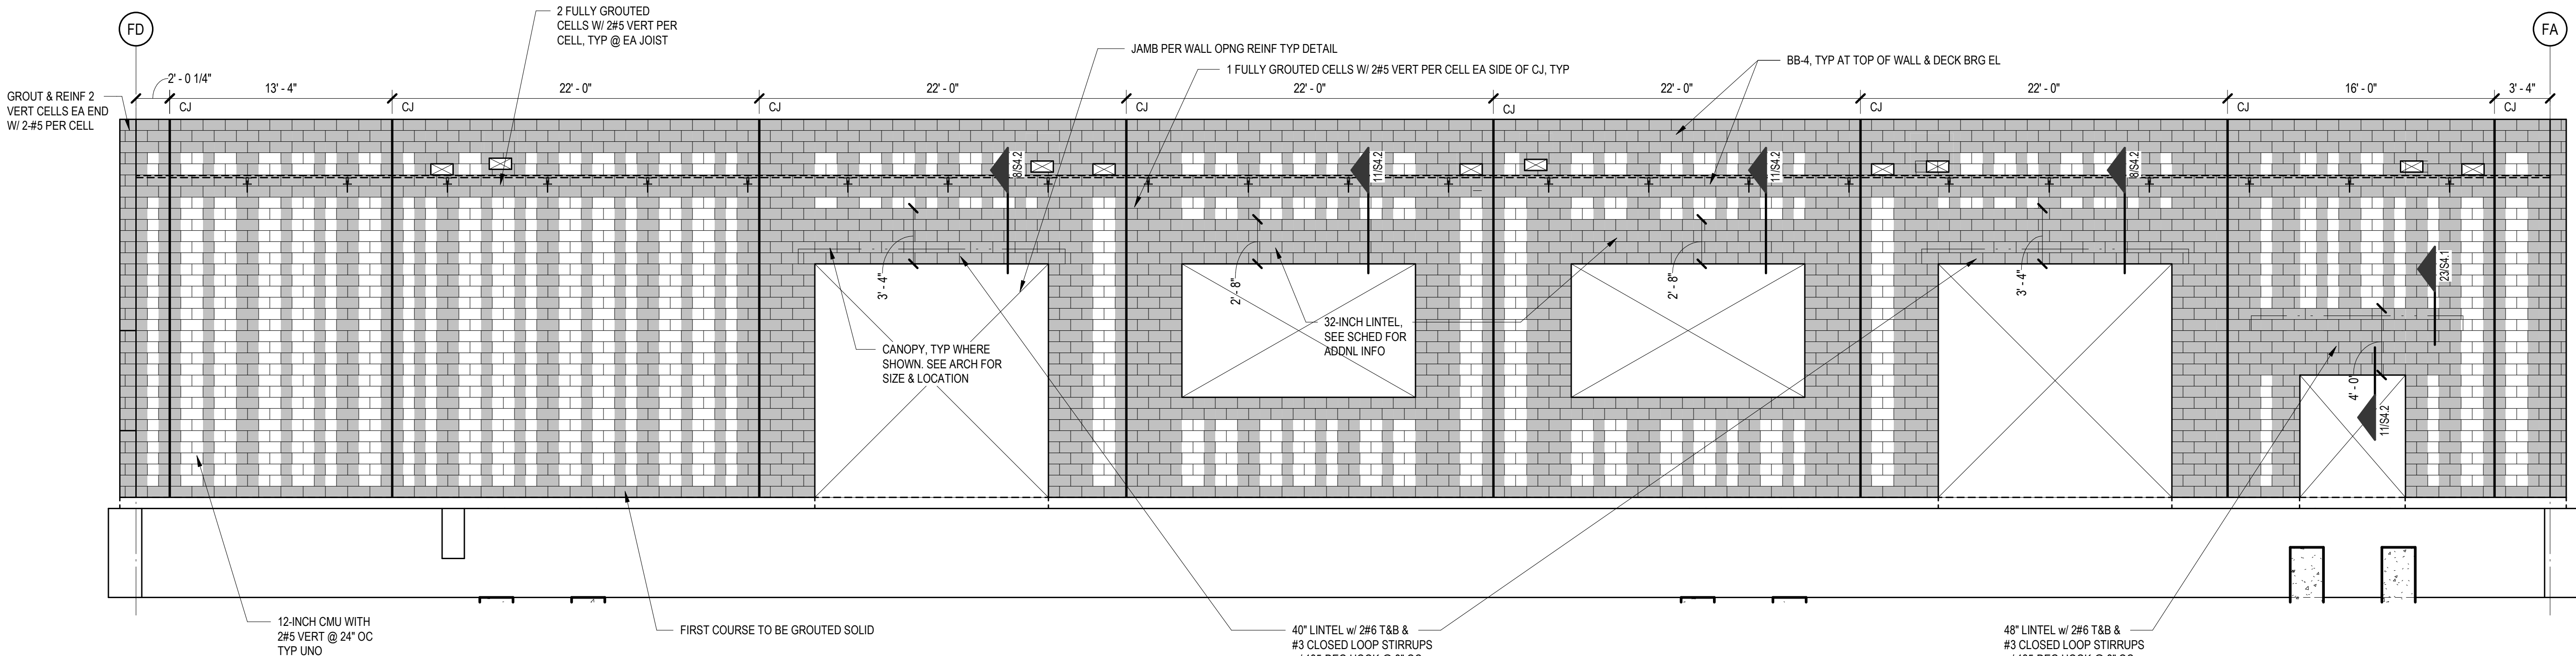 FD
FA
2 FULLY GROUTED
CELLS W/ 2#5 VERT PER
CELL, TYP @ EA JOIST
JAMB PER WALL OPNG REINF TYP DETAIL
1 FULLY GROUTED CELLS W/ 2#5 VERT PER CELL EA SIDE OF CJ, TYP
BB-4, TYP AT TOP OF WALL & DECK BRG EL
GROUT & REINF 2
VERT CELLS EA END
W/ 2-#5 PER CELL
2' - 0 1/4"
13' - 4"
22' - 0"
22' - 0"
22' - 0"
22' - 0"
22' - 0"
16' - 0"
3' - 4"
CJ
CJ
CJ
CJ
CJ
CJ
CJ
CJ
8/S4.2
11/S4.2
11/S4.2
8/S4.2
23/S4.1
11/S4.2
3' - 4"
2' - 8"
2' - 8"
3' - 4"
4' - 0"
CANOPY, TYP WHERE
SHOWN. SEE ARCH FOR
SIZE & LOCATION
32-INCH LINTEL,
SEE SCHED FOR
ADDNL INFO
12-INCH CMU WITH
2#5 VERT @ 24" OC
TYP UNO
FIRST COURSE TO BE GROUTED SOLID
40" LINTEL w/ 2#6 T&B &
#3 CLOSED LOOP STIRRUPS
48" LINTEL w/ 2#6 T&B &
#3 CLOSED LOOP STIRRUPS